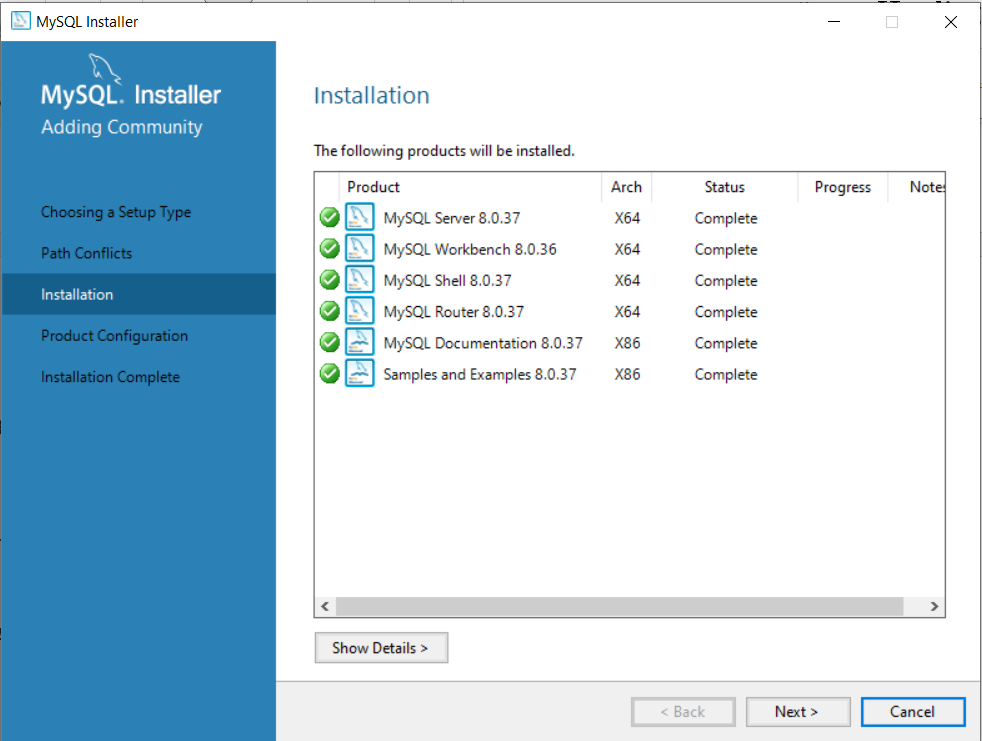 MySQL Installer
MySQL. Installer
Adding Community
Choosing a Setup Type
Path Conflicts
Installation
Product Configuration
Installation Complete
Installation
The following products will be installed.
Product Arch Status Progress Notes
MySQL Server 8.0.37 X64 Complete
MySQL Workbench 8.0.36 X64 Complete
MySQL Shell 8.0.37 X64 Complete
MySQL Router 8.0.37 X64 Complete
MySQL Documentation 8.0.37 X86 Complete
Samples and Examples 8.0.37 X86 Complete
Show Details >
< Back Next > Cancel